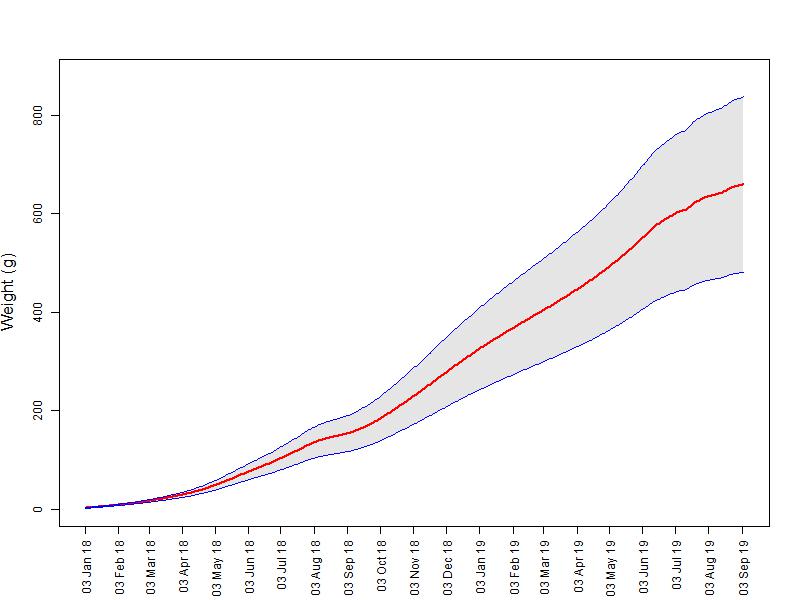 Weight (g)
800
600
400
200
0
03 Jan 18
03 Feb 18
03 Mar 18
03 Apr 18
03 May 18
03 Jun 18
03 Jul 18
03 Aug 18
03 Sep 18
03 Oct 18
03 Nov 18
03 Dec 18
03 Jan 19
03 Feb 19
03 Mar 19
03 Apr 19
03 May 19
03 Jun 19
03 Jul 19
03 Aug 19
03 Sep 19